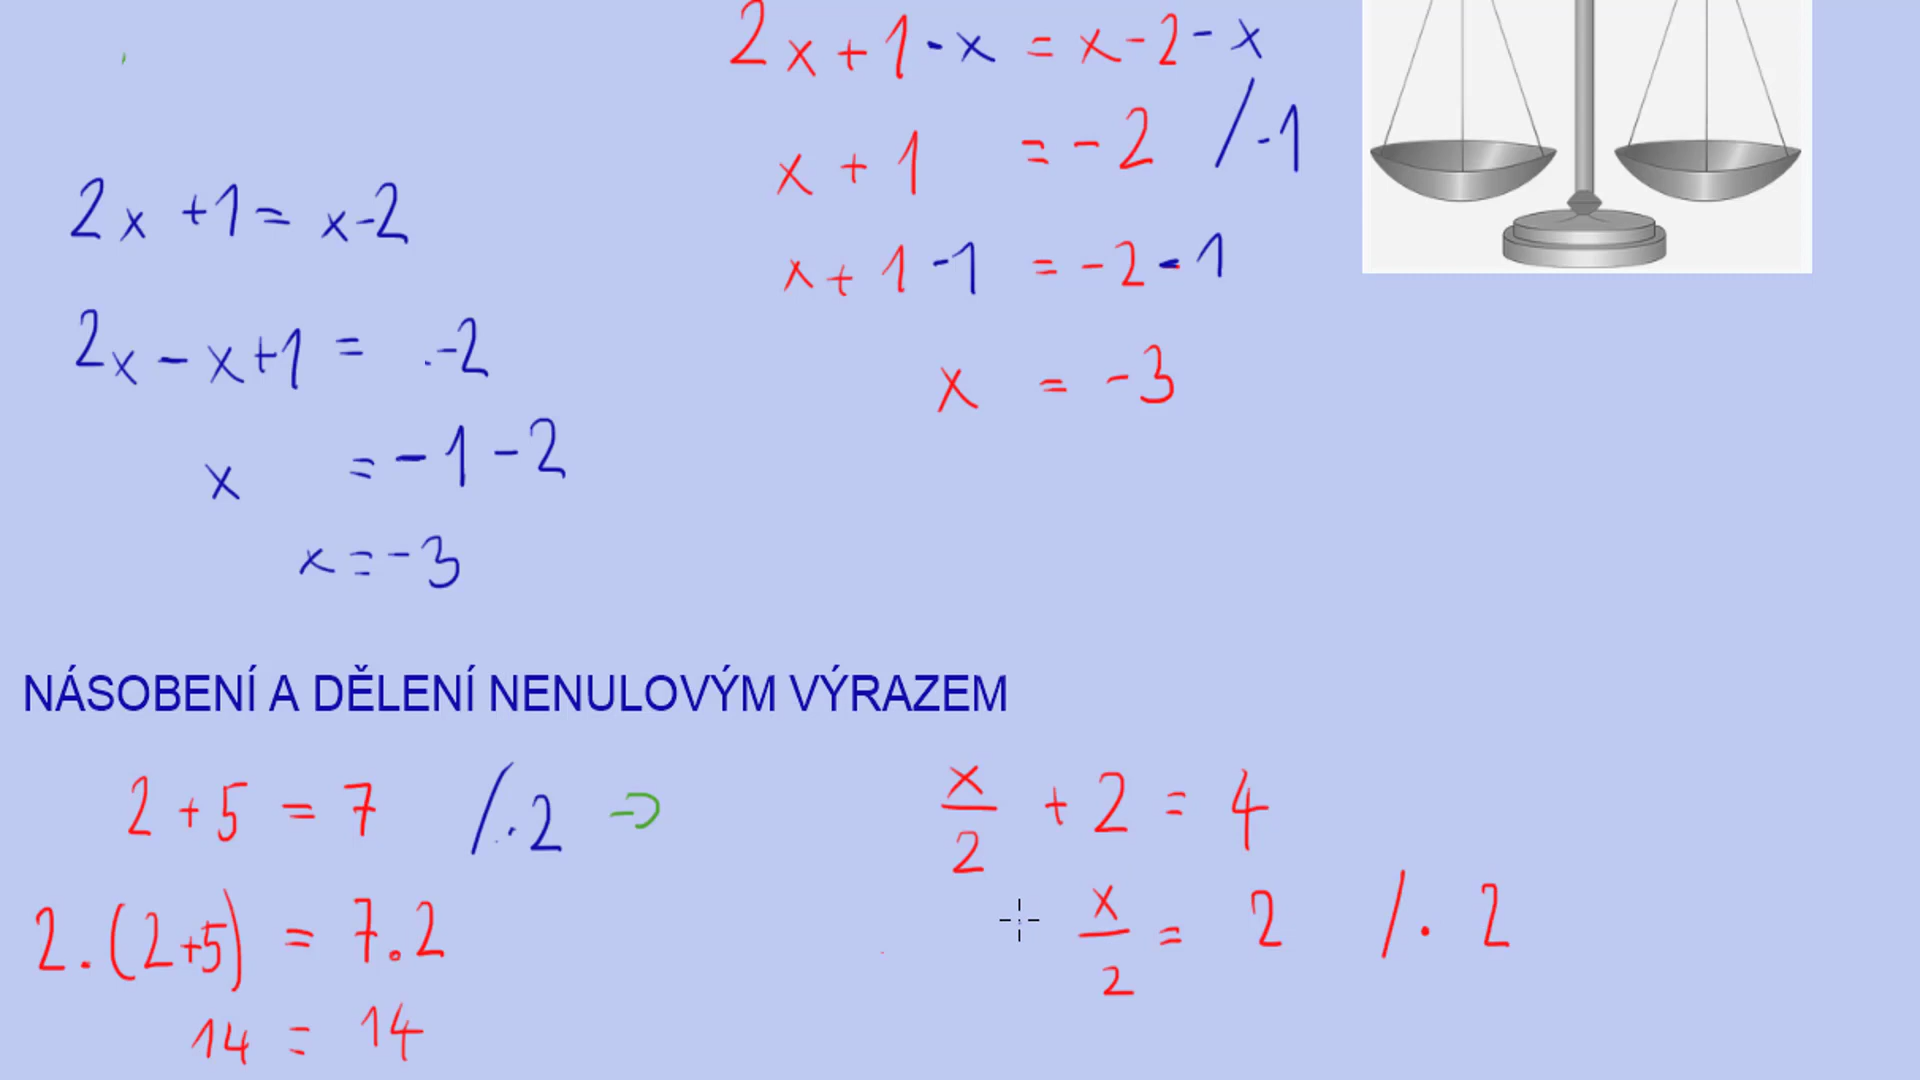 2x + 1 - x = x - 2 - x
x + 1 = - 2 / -1
x + 1 - 1 = - 2 - 1
x = - 3
2x + 1 = x - 2
2x - x + 1 = - 2
x = - 1 - 2
x = - 3
NÁSOBENÍ A DĚLENÍ NENULOVÝM VÝRAZEM
2 + 5 = 7 / . 2 ⇒
2 . (2 + 5) = 7 . 2
14 = 14
x/2 + 2 = 4
x/2 = 2 / . 2